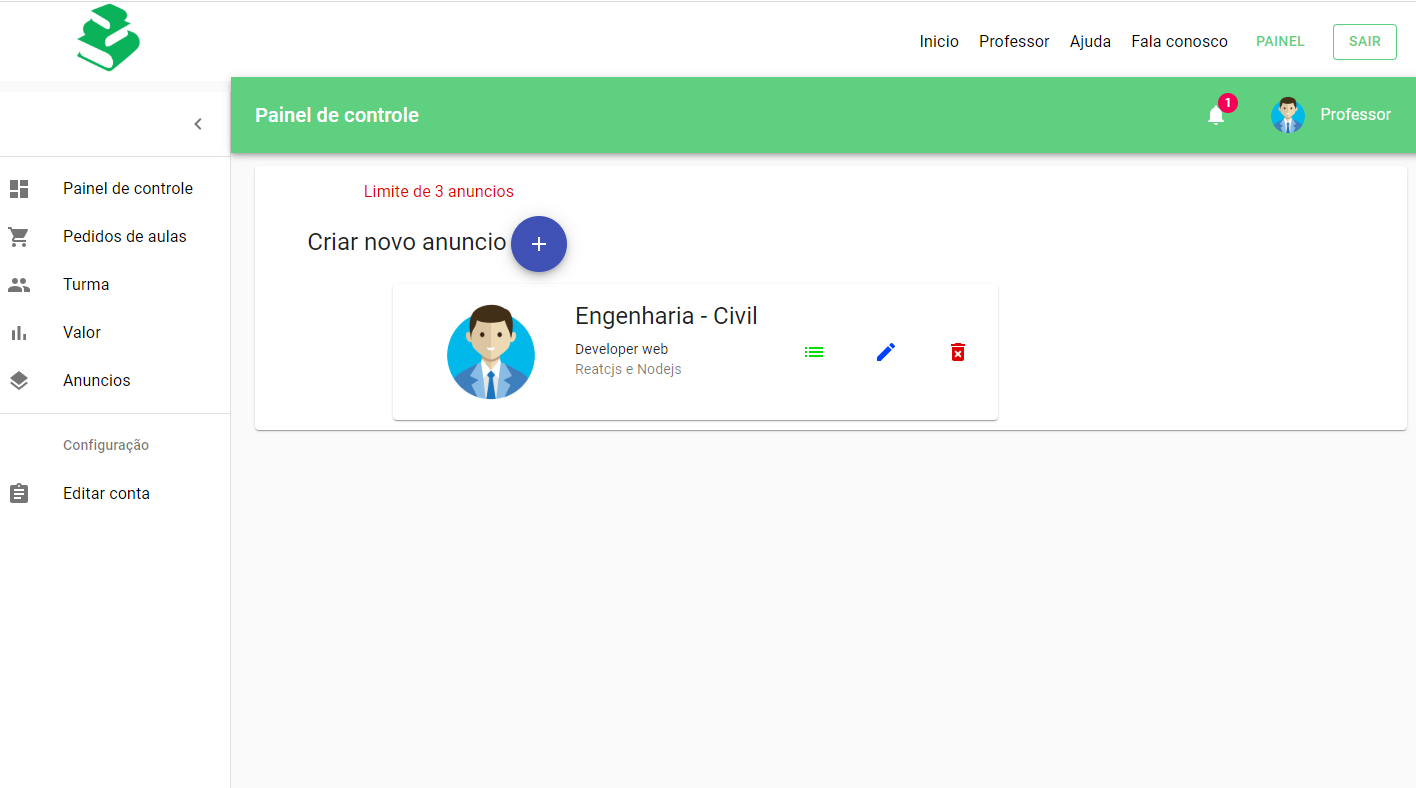 Inicio Professor Ajuda Fala conosco PAINEL SAIR
Painel de controle
1
Professor
Painel de controle
Pedidos de aulas
Turma
Valor
Anuncios
Configuração
Editar conta
Limite de 3 anuncios
Criar novo anuncio
Engenharia - Civil
Developer web
Reatcjs e Nodejs